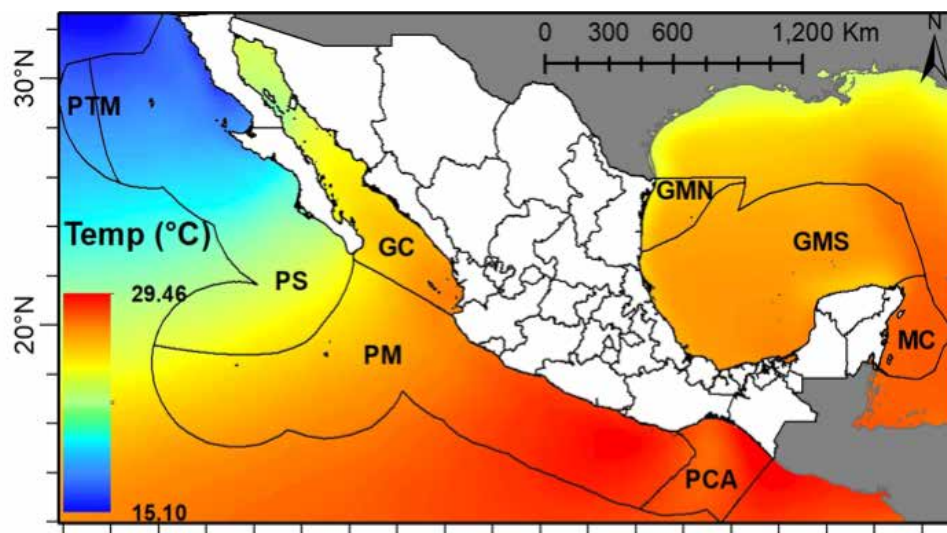 0 300 600 1,200 Km
N
30°N
20°N
PTM
GMN
GMS
GC
PS
PM
MC
PCA
Temp (°C)
29.46
15.10